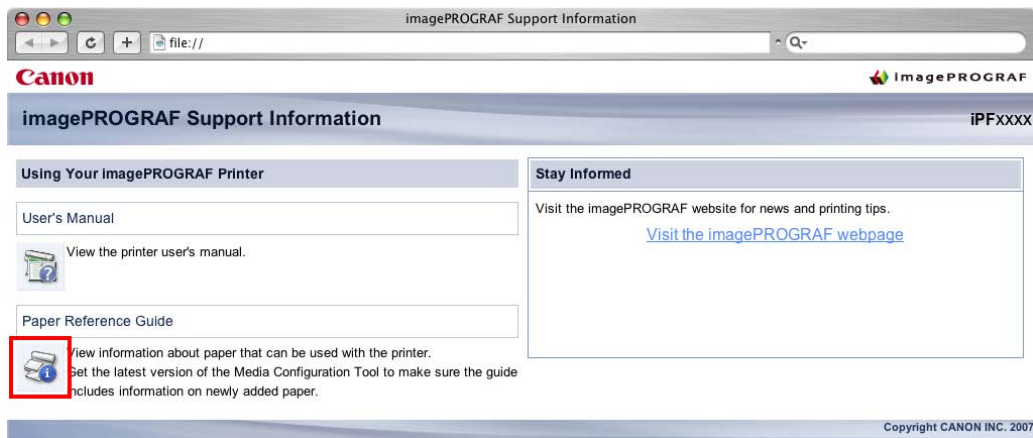 imagePROGRAF Support Information
file://
Canon
imagePROGRAF
imagePROGRAF Support Information
iPFxxxx
Using Your imagePROGRAF Printer
User's Manual
View the printer user's manual.
Paper Reference Guide
View information about paper that can be used with the printer.
Get the latest version of the Media Configuration Tool to make sure the guide
includes information on newly added paper.
Stay Informed
Visit the imagePROGRAF website for news and printing tips.
Visit the imagePROGRAF webpage
Copyright CANON INC. 2007